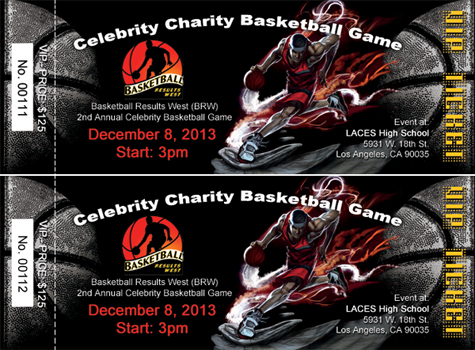 No. 00111
VIP - PRICE: $125
Celebrity Charity Basketball Game
BASKETBALL
RESULTS
WEST
Basketball Results West (BRW)
2nd Annual Celebrity Basketball Game
December 8, 2013
Start: 3pm
Event at:
LACES High School
5931 W. 18th St.
Los Angeles, CA 90035
VIP TICKET
No. 00112
VIP - PRICE: $125
Celebrity Charity Basketball Game
BASKETBALL
RESULTS
WEST
Basketball Results West (BRW)
2nd Annual Celebrity Basketball Game
December 8, 2013
Start: 3pm
Event at:
LACES High School
5931 W. 18th St.
Los Angeles, CA 90035
VIP TICKET